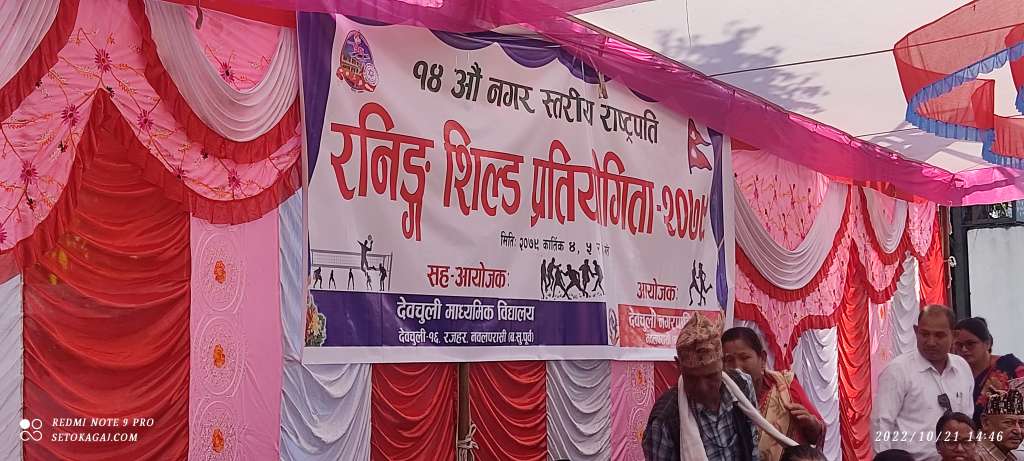 १४ औं नगर स्तरीय राष्ट्रपति
रनिङ्ग शिल्ड प्रतियोगिता-२०७९
मिति: २०७९ कार्तिक ४, ५
सह-आयोजक:
देवचुली माध्यमिक विद्यालय
देवचुली-१६, रजहर, नवलपरासी (ब.सु.पूर्व)
आयोजक:
देवचुली
REDMI NOTE 9 PRO
SETOKAGAJ.COM
2022/10/21 14:46